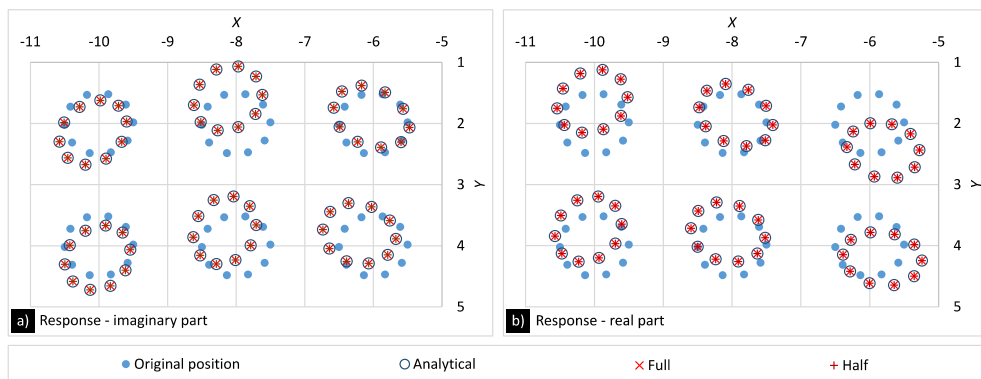 X
-11 -10 -9 -8 -7 -6 -5
1
2
3
Y
4
5
a) Response - imaginary part
X
-11 -10 -9 -8 -7 -6 -5
1
2
3
Y
4
5
b) Response - real part
Original position Analytical Full Half